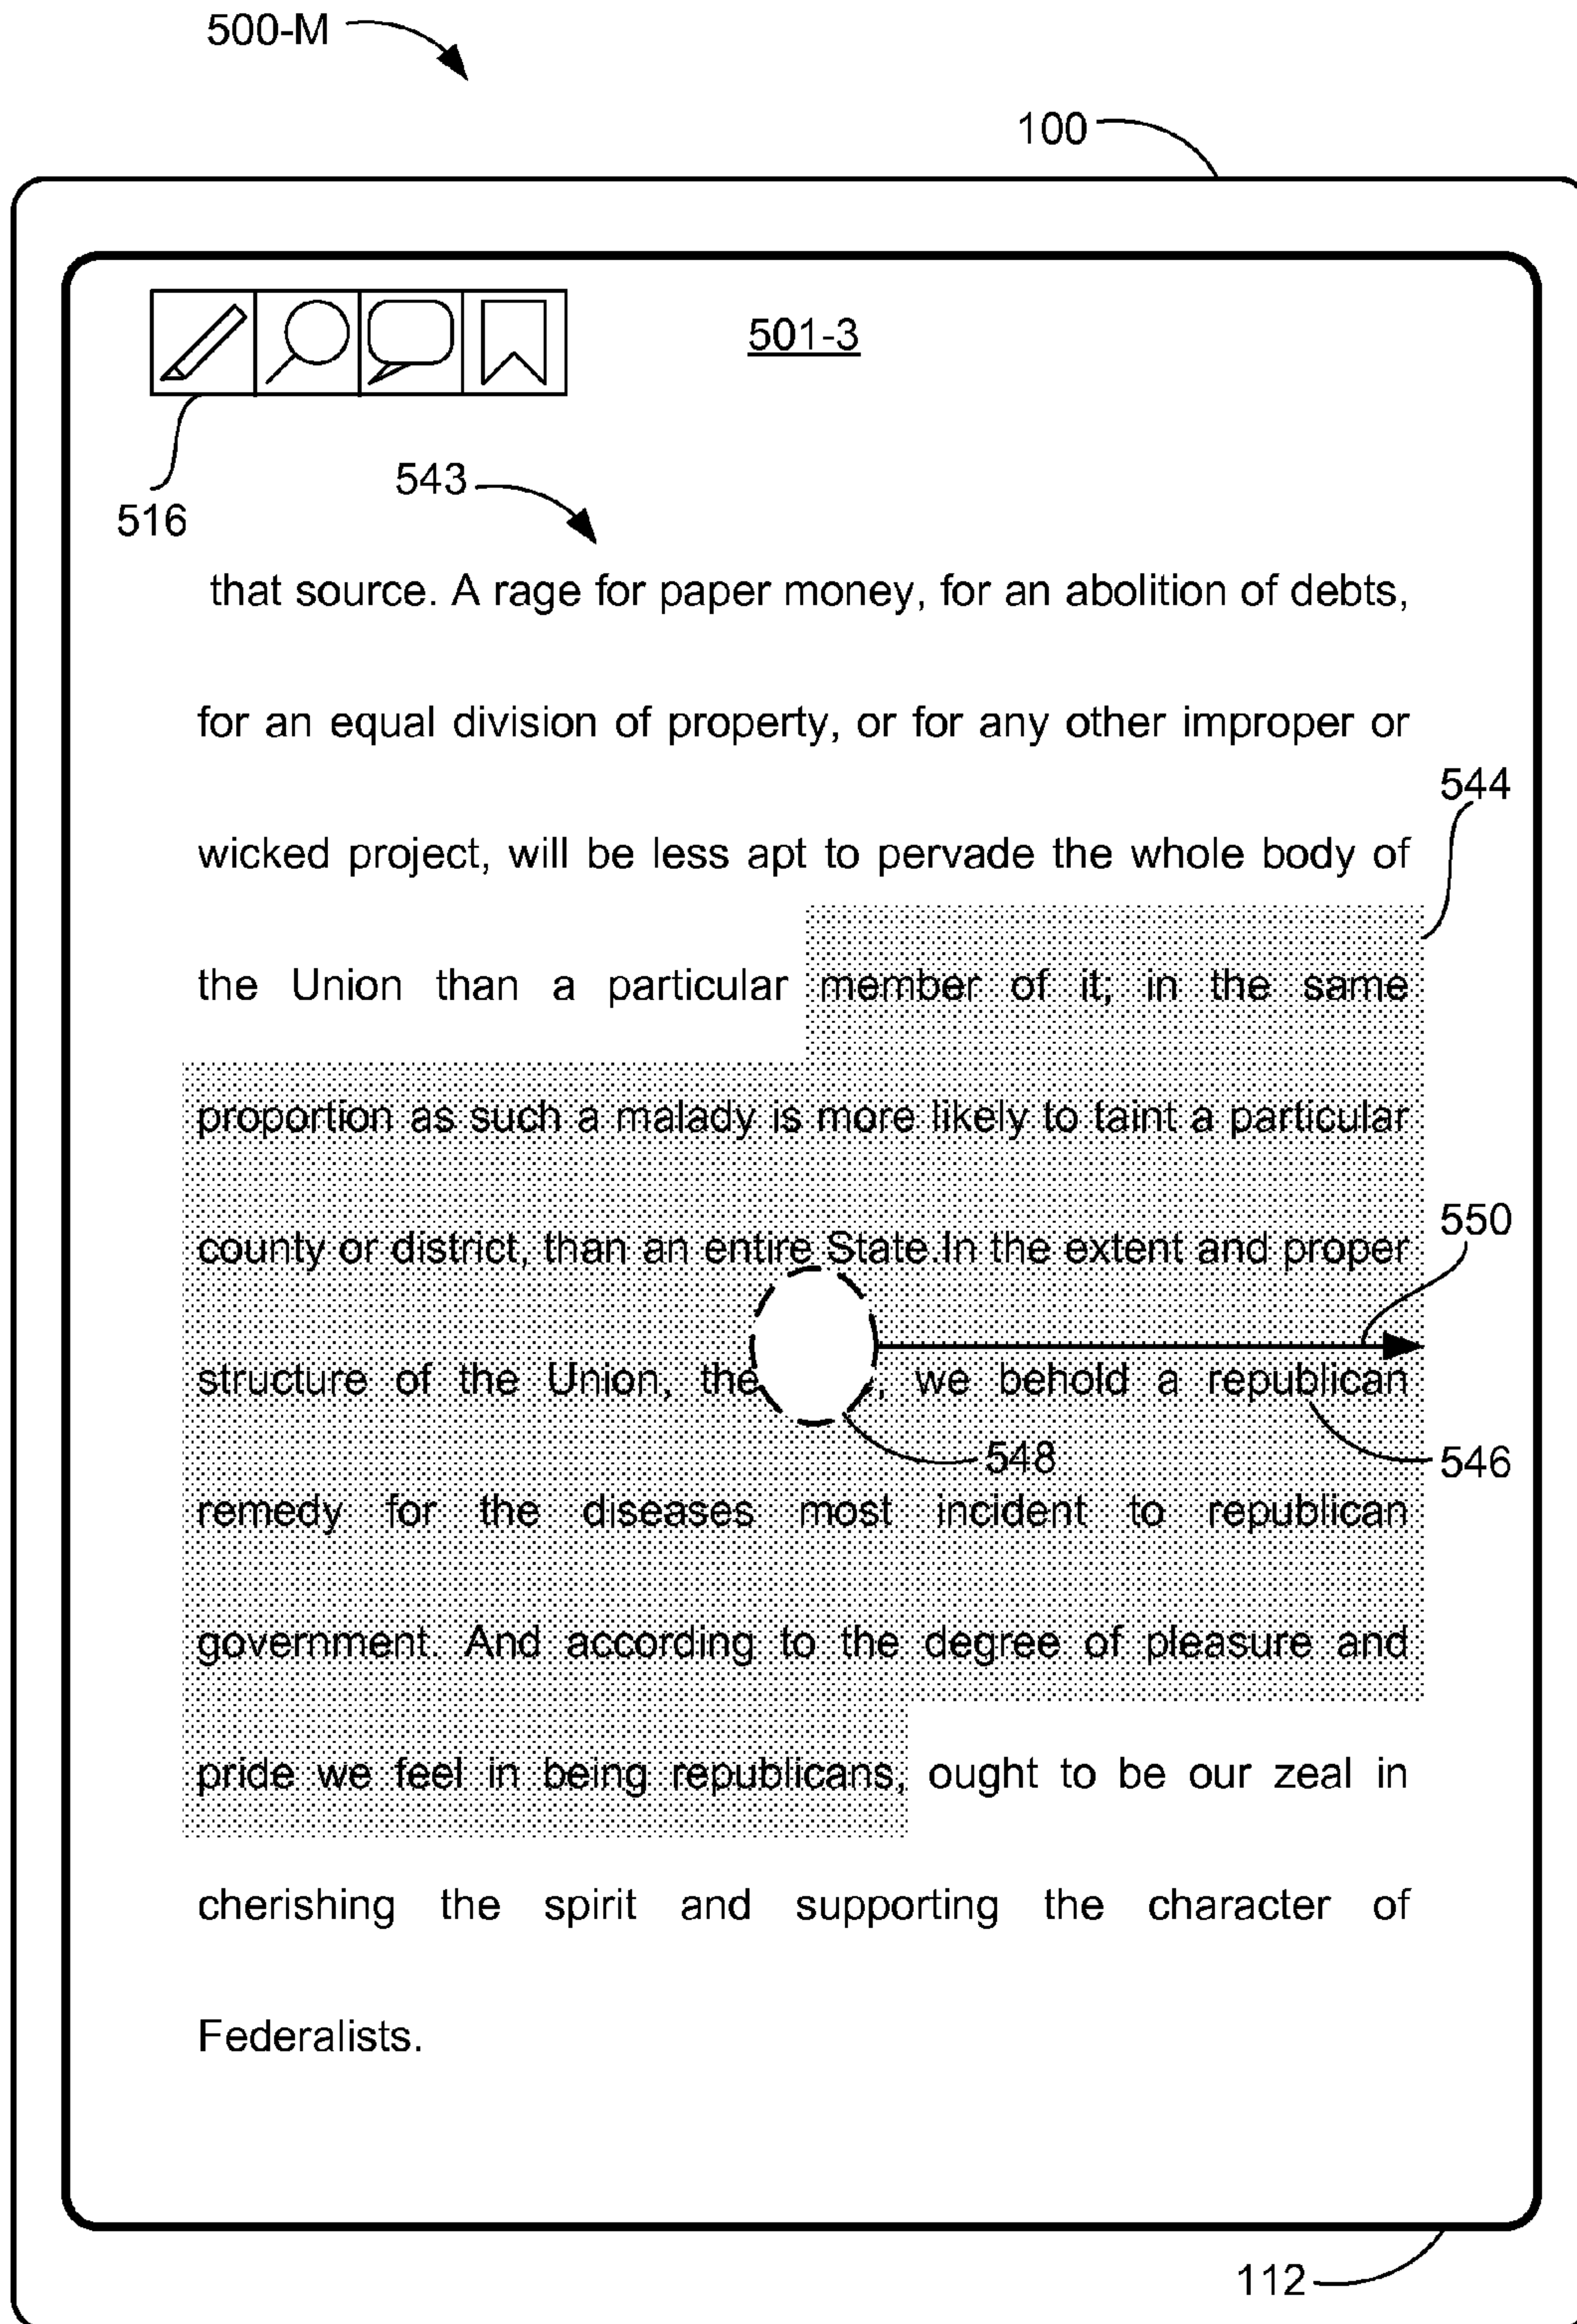 500-M
100
501-3
516
543
that source. A rage for paper money, for an abolition of debts,
for an equal division of property, or for any other improper or
544
wicked project, will be less apt to pervade the whole body of
the Union than a particular member of it; in the same
proportion as such a malady is more likely to taint a particular
550
county or district, than an entire State.In the extent and proper
structure of the Union, the , we behold a republican
548
546
remedy for the diseases most incident to republican
government. And according to the degree of pleasure and
pride we feel in being republicans, ought to be our zeal in
cherishing the spirit and supporting the character of
Federalists.
112